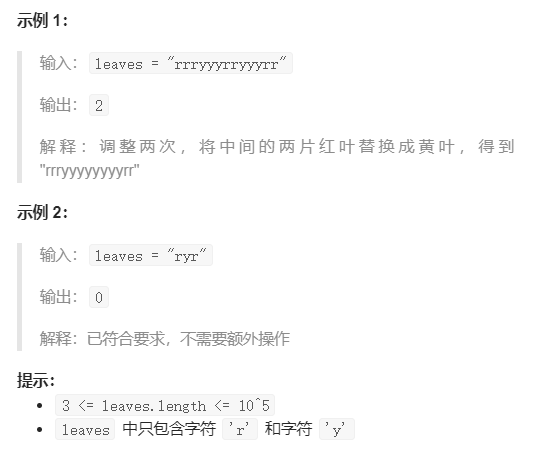 示例 1:
输入: leaves = "rrryyyrryyyrr"
输出: 2
解释: 调整两次, 将中间的两片红叶替换成黄叶, 得到
"rrryyyyyyyyrr"
示例 2:
输入: leaves = "ryr"
输出: 0
解释: 已符合要求, 不需要额外操作
提示:
• 3 <= leaves.length <= 10^5
• leaves 中只包含字符 'r' 和字符 'y'